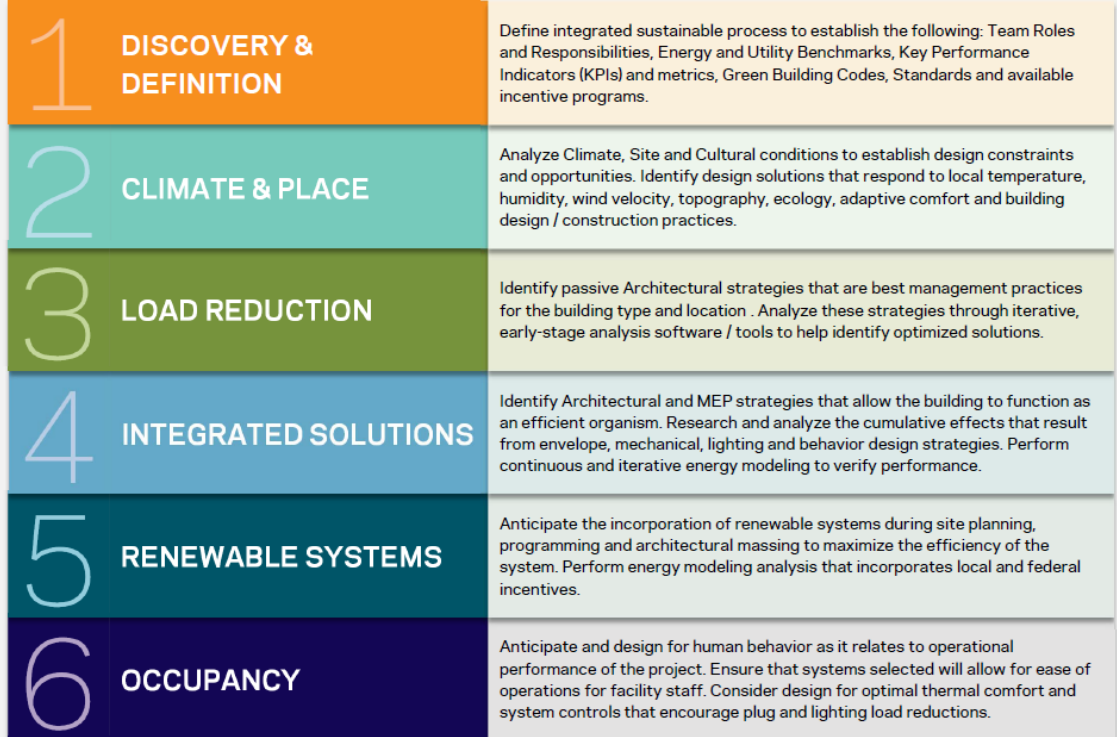 1
DISCOVERY &
DEFINITION
Define integrated sustainable process to establish the following: Team Roles
and Responsibilities, Energy and Utility Benchmarks, Key Performance
Indicators (KPIs) and metrics, Green Building Codes, Standards and available
incentive programs.
2
CLIMATE & PLACE
Analyze Climate, Site and Cultural conditions to establish design constraints
and opportunities. Identify design solutions that respond to local temperature,
humidity, wind velocity, topography, ecology, adaptive comfort and building
design / construction practices.
3
LOAD REDUCTION
Identify passive Architectural strategies that are best management practices
for the building type and location . Analyze these strategies through iterative,
early-stage analysis software / tools to help identify optimized solutions.
4
INTEGRATED SOLUTIONS
Identify Architectural and MEP strategies that allow the building to function as
an efficient organism. Research and analyze the cumulative effects that result
from envelope, mechanical, lighting and behavior design strategies. Perform
continuous and iterative energy modeling to verify performance.
5
RENEWABLE SYSTEMS
Anticipate the incorporation of renewable systems during site planning,
programming and architectural massing to maximize the efficiency of the
system. Perform energy modeling analysis that incorporates local and federal
incentives.
6
OCCUPANCY
Anticipate and design for human behavior as it relates to operational
performance of the project. Ensure that systems selected will allow for ease of
operations for facility staff. Consider design for optimal thermal comfort and
system controls that encourage plug and lighting load reductions.